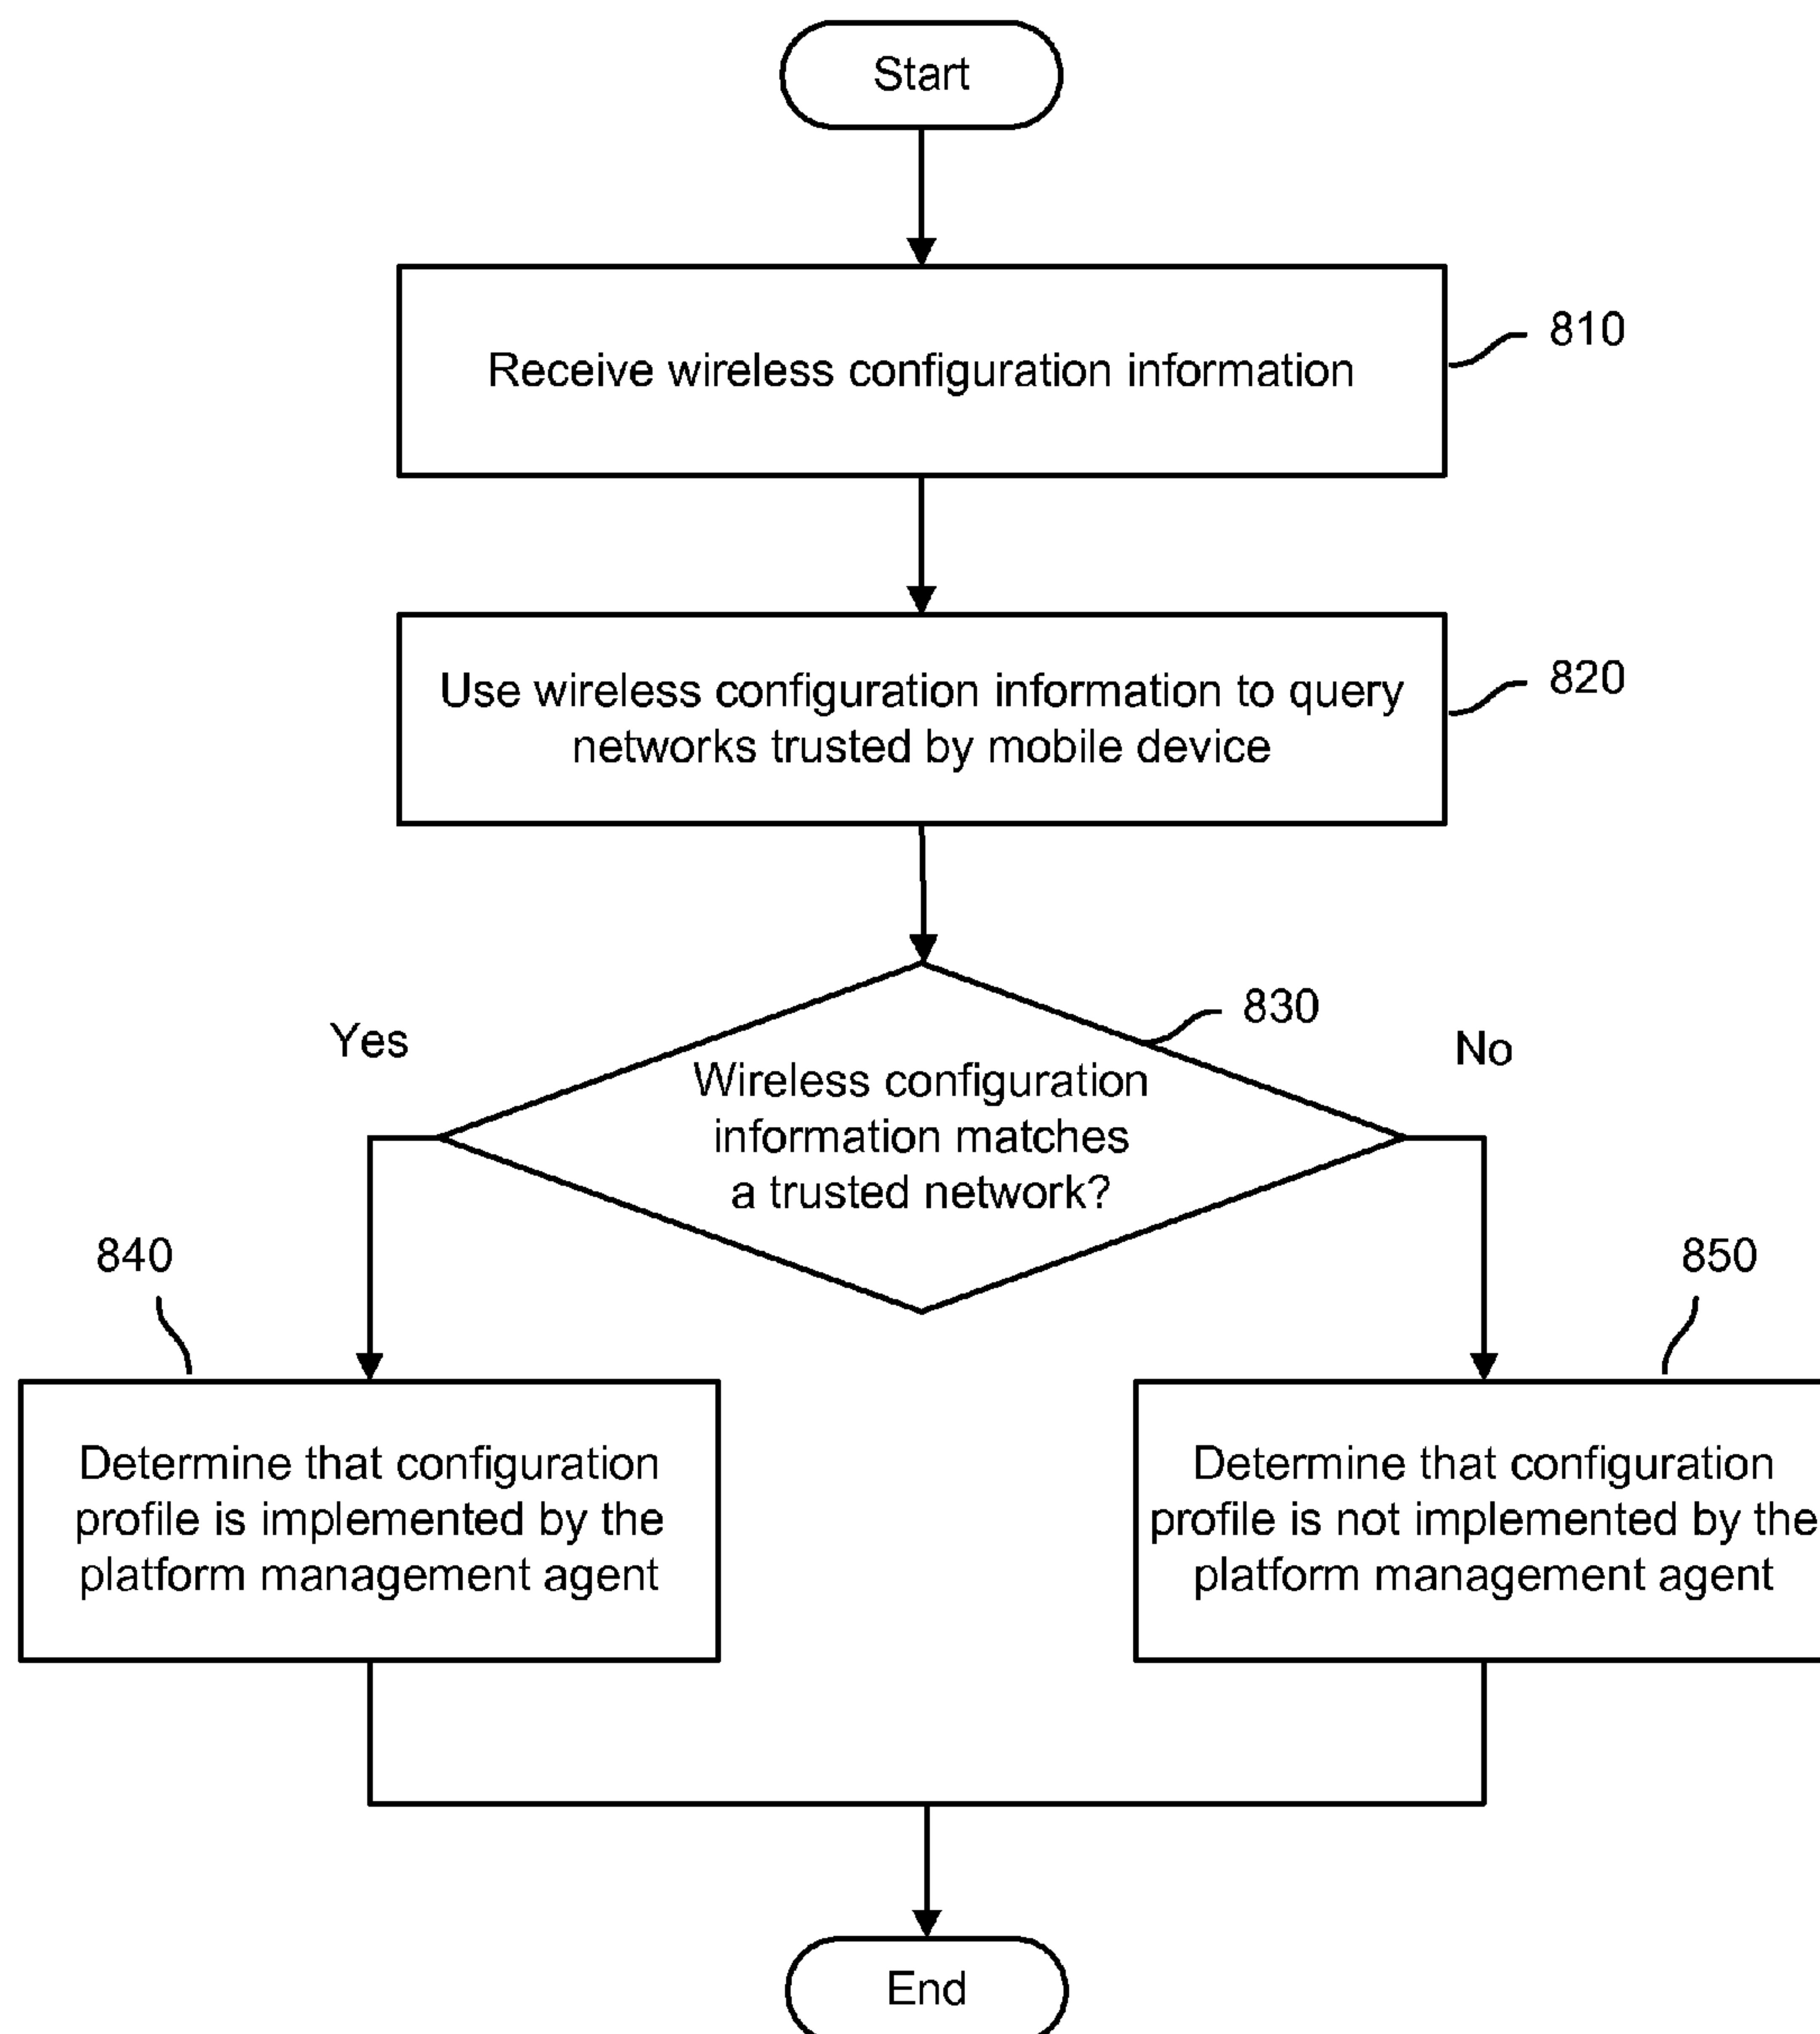 Start
Receive wireless configuration information
810
Use wireless configuration information to query
networks trusted by mobile device
820
830
Yes
No
Wireless configuration
information matches
a trusted network?
840
850
Determine that configuration
profile is implemented by the
platform management agent
Determine that configuration
profile is not implemented by the
platform management agent
End